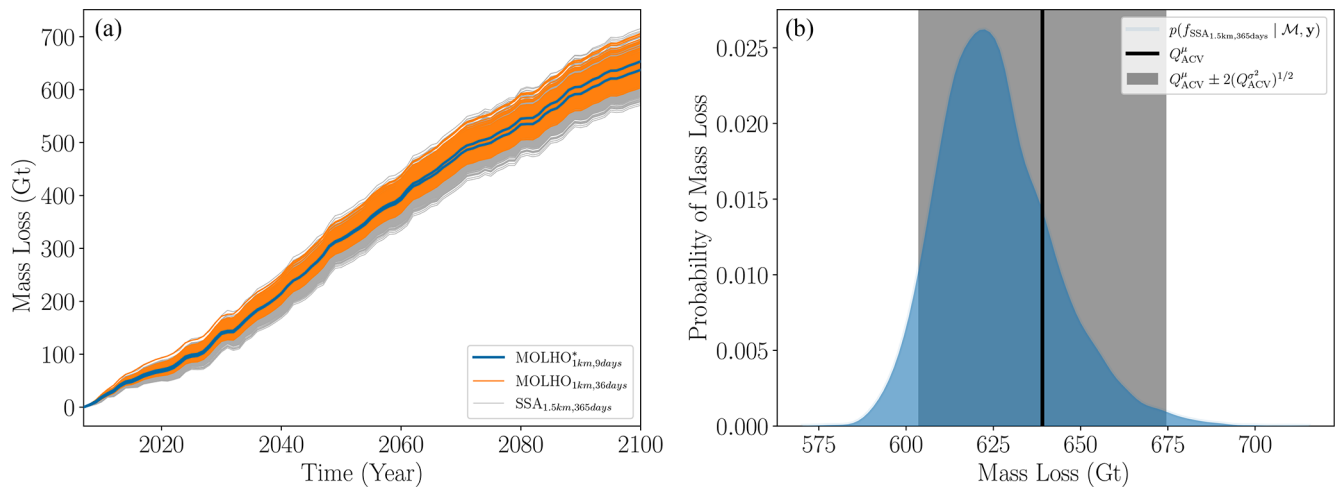 (a)
700
600
500
400
300
200
100
0
Mass Loss (Gt)
MOLHO*1km,9days
MOLHO1km,36days
SSA1.5km,365days
2020
2040
2060
2080
2100
Time (Year)
(b)
p(fSSA1.5km,365days | M, y)
QμACV
QμACV ± 2(Qσ2ACV)1/2
0.025
0.020
0.015
0.010
0.005
0.000
Probability of Mass Loss
575
600
625
650
675
700
Mass Loss (Gt)